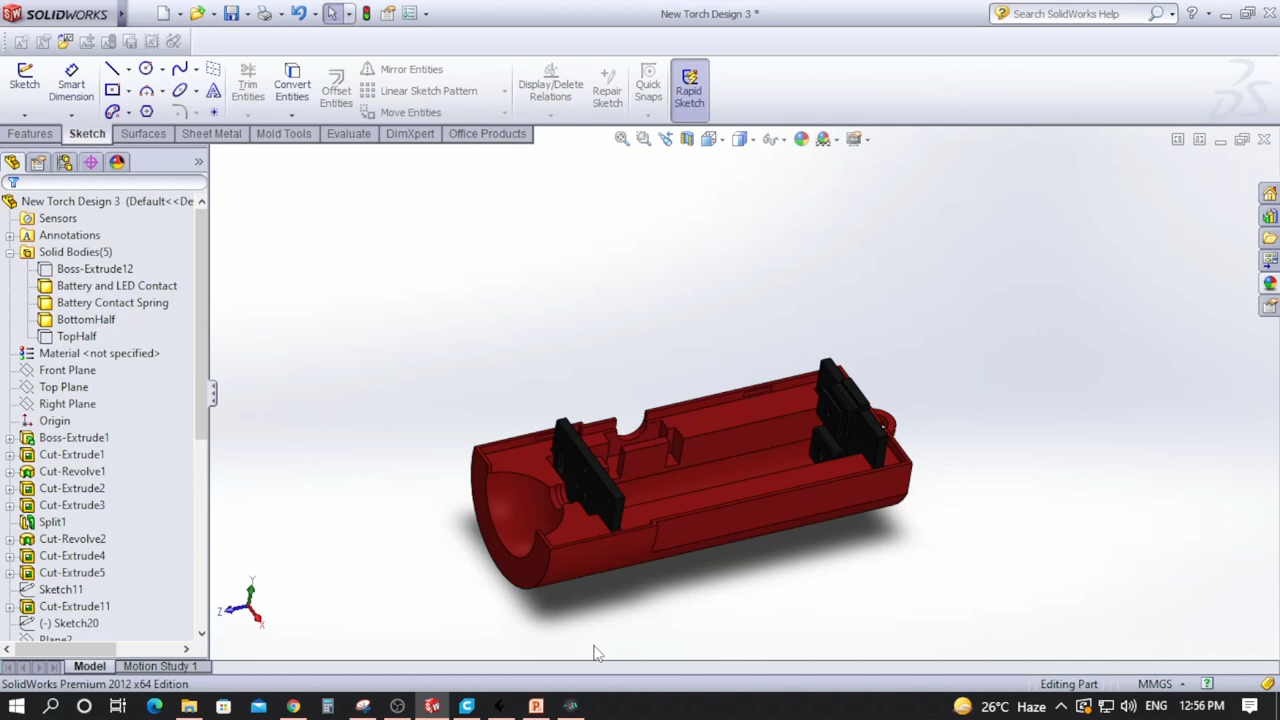 SOLIDWORKS
New Torch Design 3 *
Search SolidWorks Help
Sketch
Smart Dimension
Trim Entities
Convert Entities
Offset Entities
Mirror Entities
Linear Sketch Pattern
Move Entities
Display/Delete Relations
Repair Sketch
Quick Snaps
Rapid Sketch
Features
Sketch
Surfaces
Sheet Metal
Mold Tools
Evaluate
DimXpert
Office Products
New Torch Design 3 (Default<<De
Sensors
Annotations
Solid Bodies(5)
Boss-Extrude12
Battery and LED Contact
Battery Contact Spring
BottomHalf
TopHalf
Material <not specified>
Front Plane
Top Plane
Right Plane
Origin
Boss-Extrude1
Cut-Extrude1
Cut-Revolve1
Cut-Extrude2
Cut-Extrude3
Split1
Cut-Revolve2
Cut-Extrude4
Cut-Extrude5
Sketch11
Cut-Extrude11
(-) Sketch20
Plane2
Y
Z
X
Model
Motion Study 1
SolidWorks Premium 2012 x64 Edition
Editing Part
MMGS
26°C Haze
ENG
12:56 PM